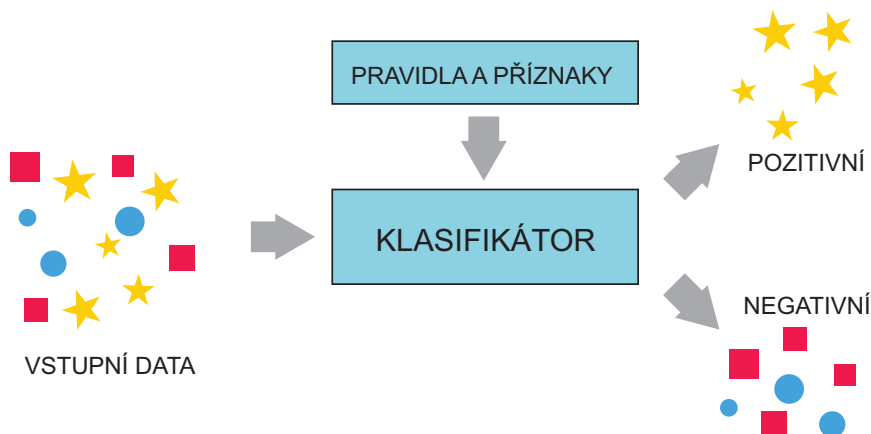 PRAVIDLA A PŘÍZNAKY
POZITIVNÍ
KLASIFIKÁTOR
NEGATIVNÍ
VSTUPNÍ DATA